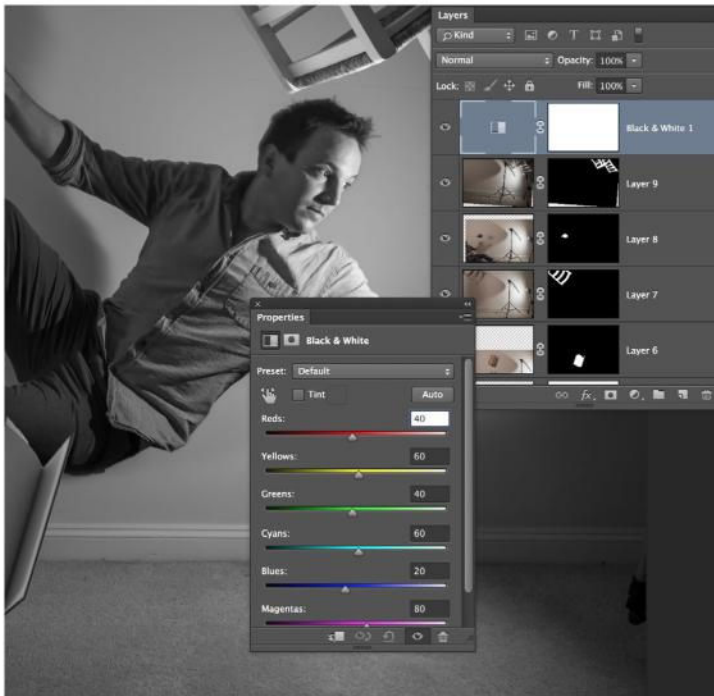 Layers
Kind
Normal
Opacity: 100%
Lock:
Fill: 100%
Black & White 1
Layer 9
Layer 8
Layer 7
Layer 6
fx
Properties
Black & White
Preset: Default
Tint
Auto
Reds: 40
Yellows: 60
Greens: 40
Cyans: 60
Blues: 20
Magentas: 80